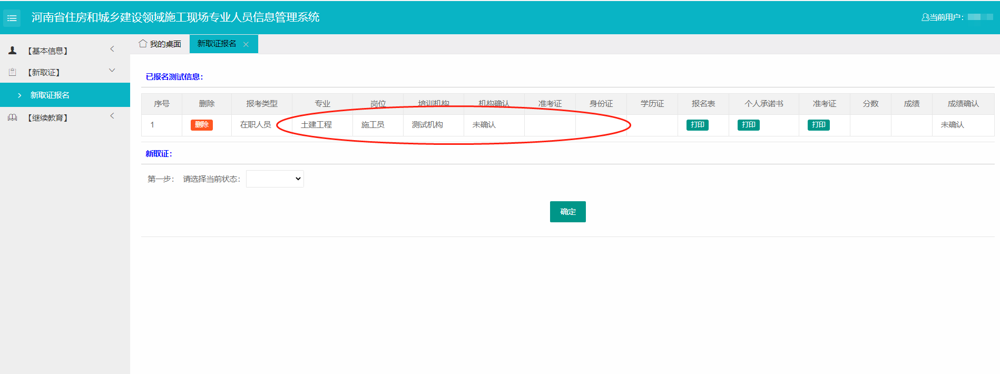 河南省住房和城乡建设领域施工现场专业人员信息管理系统
当前用户：
【基本信息】
【新取证】
新取证报名
【继续教育】
我的桌面 新取证报名
已报名测试信息：
序号 删除 报考类型 专业 岗位 培训机构 机构确认 准考证 身份证 学历证 报名表 个人承诺书 准考证 分数 成绩 成绩确认
1 删除 在职人员 土建工程 施工员 测试机构 未确认 打印 打印 打印 未确认
新取证：
第一步： 请选择当前状态：
确定